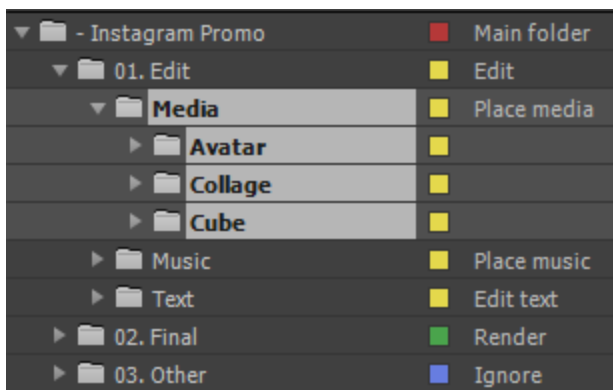 - Instagram Promo Main folder
01. Edit Edit
Media Place media
Avatar
Collage
Cube
Music Place music
Text Edit text
02. Final Render
03. Other Ignore